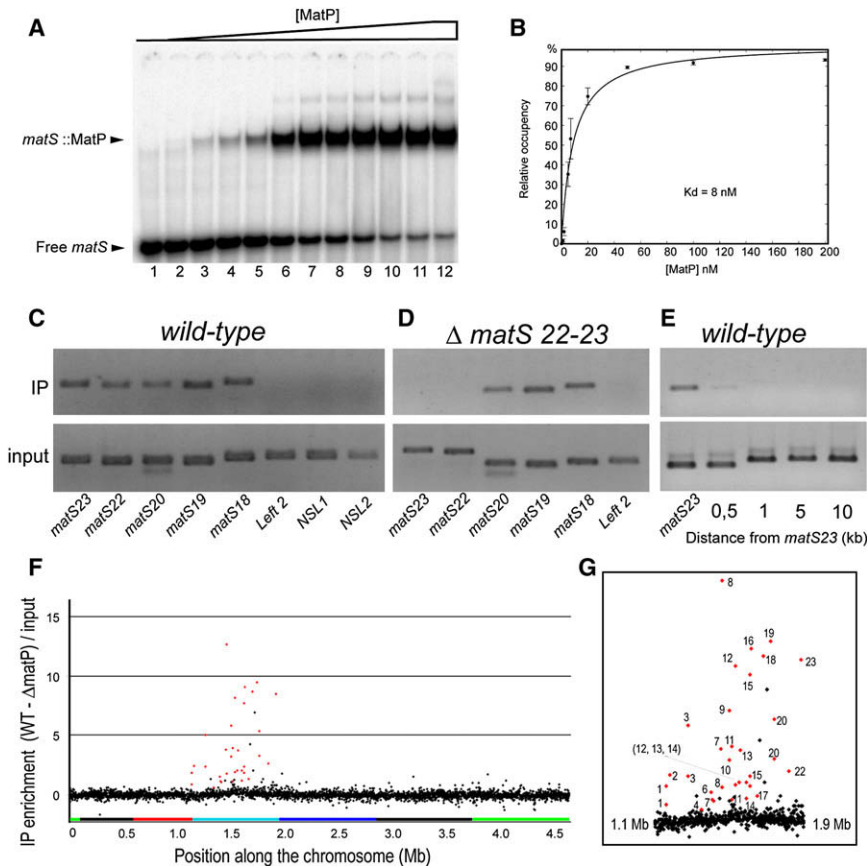 A
[MatP]
matS ::MatP
Free matS
1 2 3 4 5 6 7 8 9 10 11 12
B
%
90
80
70
60
50
40
30
20
10
0
Relative occupancy
Kd = 8 nM
0 20 40 60 80 100 120 140 160 180 200
[MatP] nM
C
wild-type
D
Δ matS 22-23
E
wild-type
IP
input
matS23 matS22 matS20 matS19 matS18 Left 2 NSL1 NSL2
matS23 matS22 matS20 matS19 matS18 Left 2
matS23 0,5 1 5 10
Distance from matS23 (kb)
F
IP enrichment (WT - ΔmatP) / input
15
10
5
0
0 0.5 1.0 1.5 2.0 2.5 3.0 3.5 4.0 4.5
Position along the chromosome (Mb)
G
8
19
16
18
23
12
15
9
3
20
7 11
13
(12, 13, 14)
10
20
22
2
3
15
1
8
6
17
1
4
7
11
14
1.1 Mb
1.9 Mb